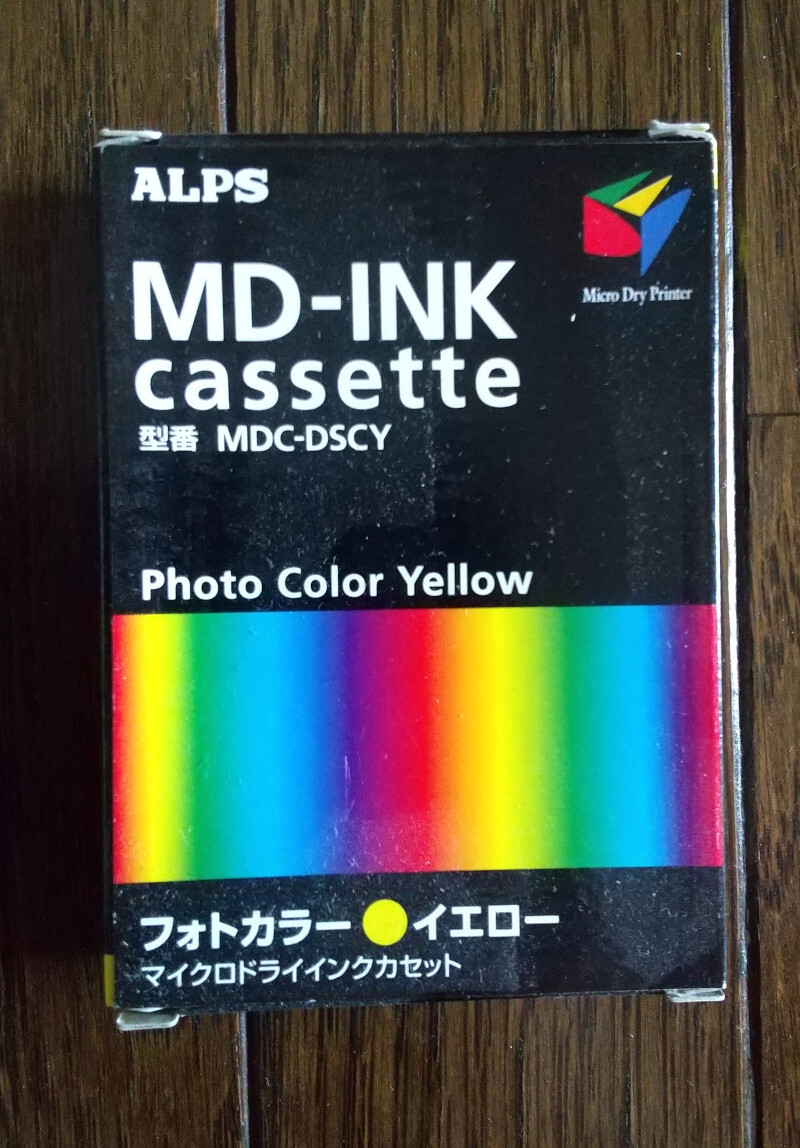 ALPS
Micro Dry Printer
MD-INK
cassette
型番 MDC-DSCY
Photo Color Yellow
フォトカラー イエロー
マイクロドライインクカセット